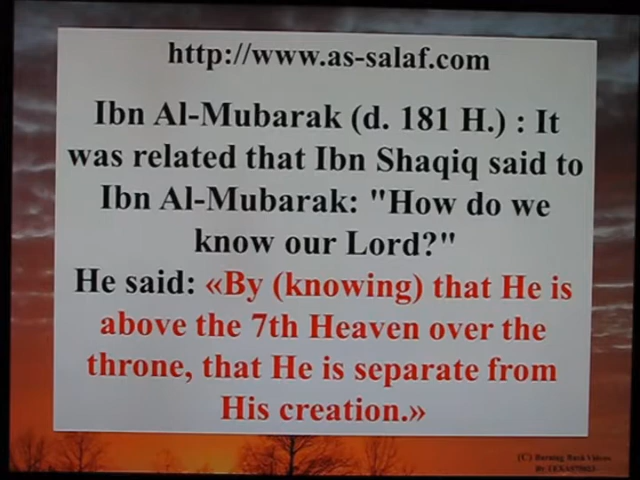 http://www.as-salaf.com
Ibn Al-Mubarak (d. 181 H.) : It
was related that Ibn Shaqiq said to
Ibn Al-Mubarak: "How do we
know our Lord?"
He said: «By (knowing) that He is
above the 7th Heaven over the
throne, that He is separate from
His creation.»
(C) Burning Bush Videos